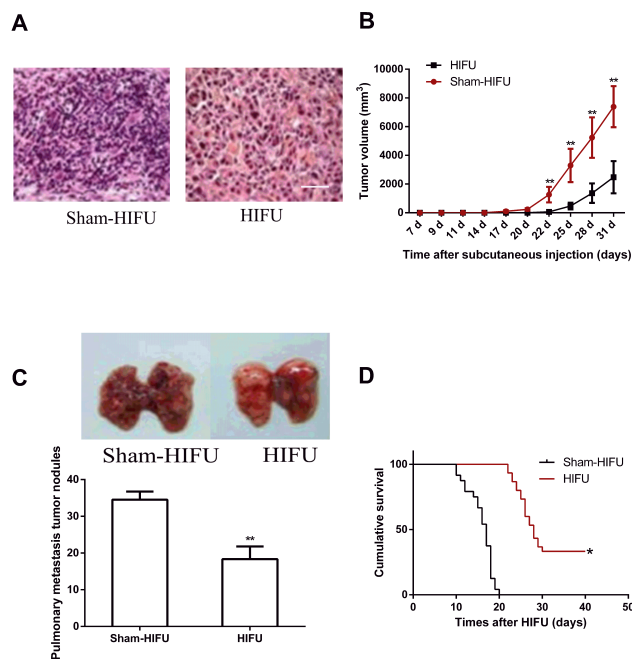 A
Sham-HIFU
HIFU
B
HIFU
Sham-HIFU
Tumor volume (mm³)
10000
8000
6000
4000
2000
0
**
**
**
**
7 d
9 d
11 d
14 d
17 d
20 d
22 d
25 d
28 d
31 d
Time after subcutaneous injection (days)
C
Sham-HIFU
HIFU
Pulmonary metastasis tumor nodules
40
30
20
10
0
**
Sham-HIFU
HIFU
D
Sham-HIFU
HIFU
Cumulative survival
100
50
0
*
0
10
20
30
40
50
Times after HIFU (days)